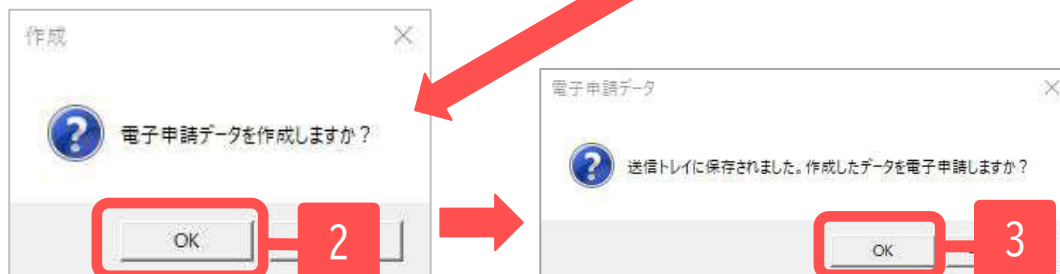 作成
電子申請データを作成しますか？
OK
2
電子申請データ
送信トレイに保存されました。作成したデータを電子申請しますか？
OK
3